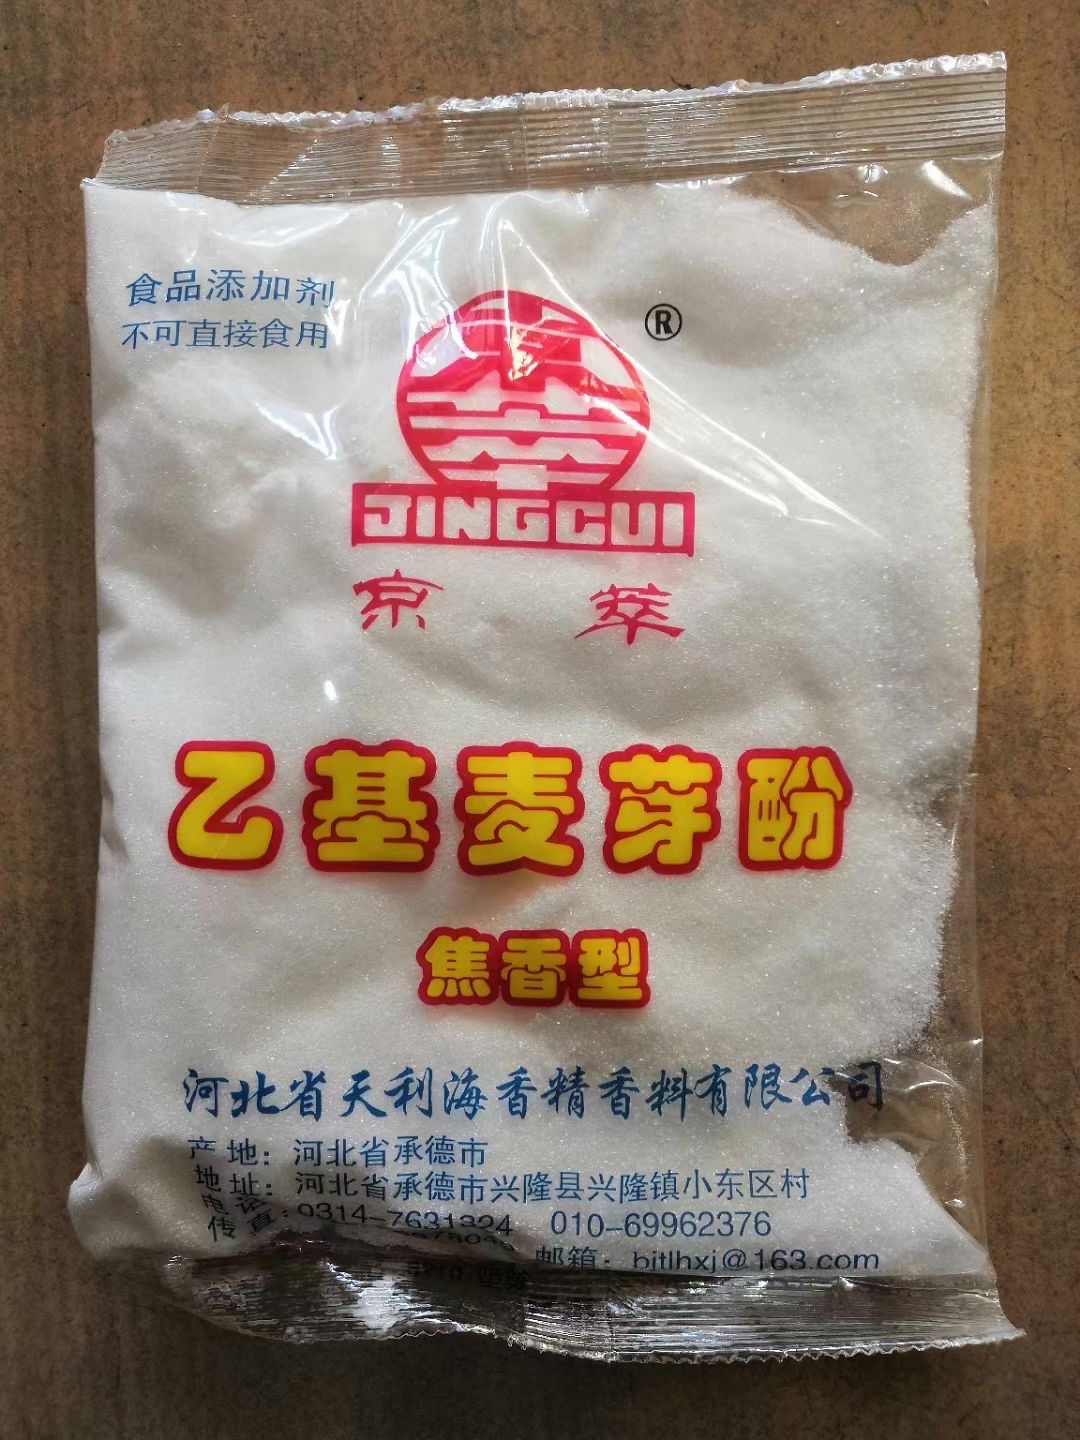 食品添加剂
不可直接食用
®
JINGCUI
京萃
乙基麦芽酚
焦香型
河北省天利海香精香料有限公司
产地：河北省承德市
地址：河北省承德市兴隆县兴隆镇小东区村
电话：0314-7631324 010-69962376
传真： 邮箱：bjtlhxj@163.com